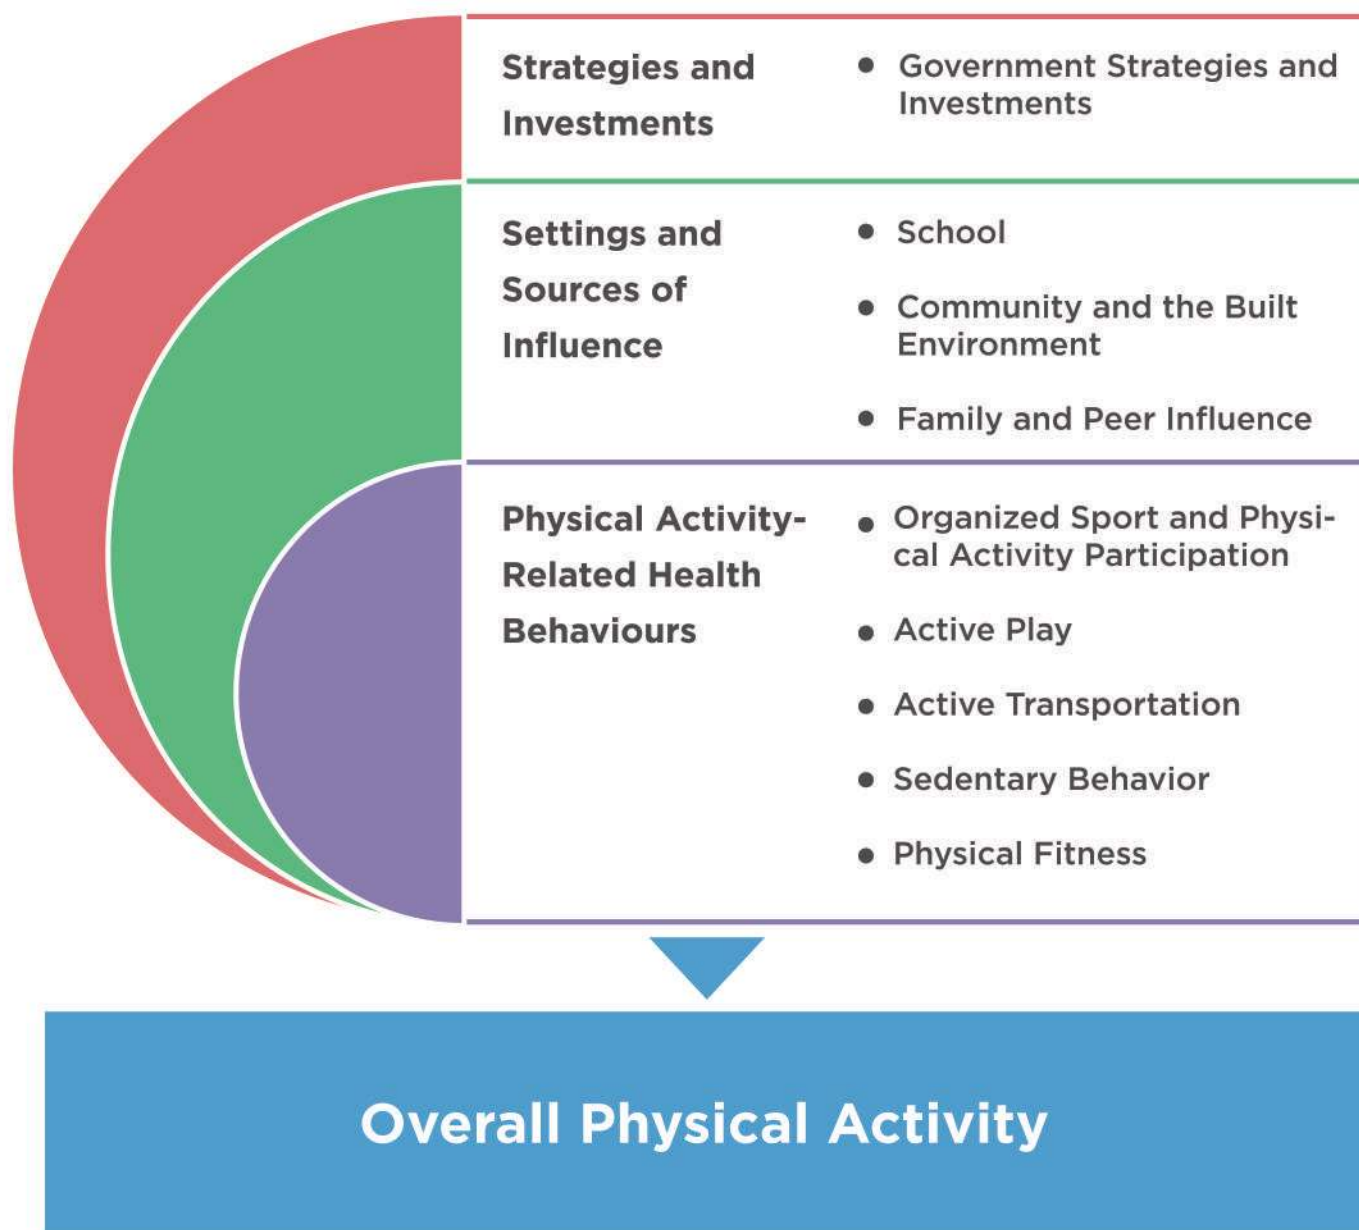 Strategies and
Investments
● Government Strategies and
Investments
Settings and
Sources of
Influence
● School
● Community and the Built
Environment
● Family and Peer Influence
Physical Activity-
Related Health
Behaviours
● Organized Sport and Physi-
cal Activity Participation
● Active Play
● Active Transportation
● Sedentary Behavior
● Physical Fitness
Overall Physical Activity